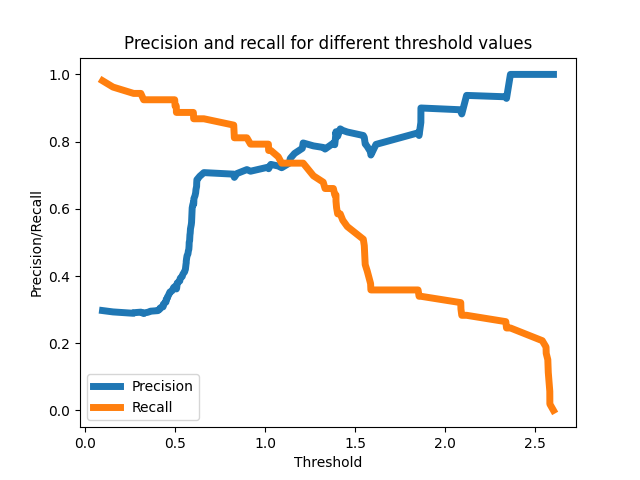 Precision and recall for different threshold values
Precision/Recall
1.0
0.8
0.6
0.4
0.2
0.0
Precision
Recall
0.0 0.5 1.0 1.5 2.0 2.5
Threshold